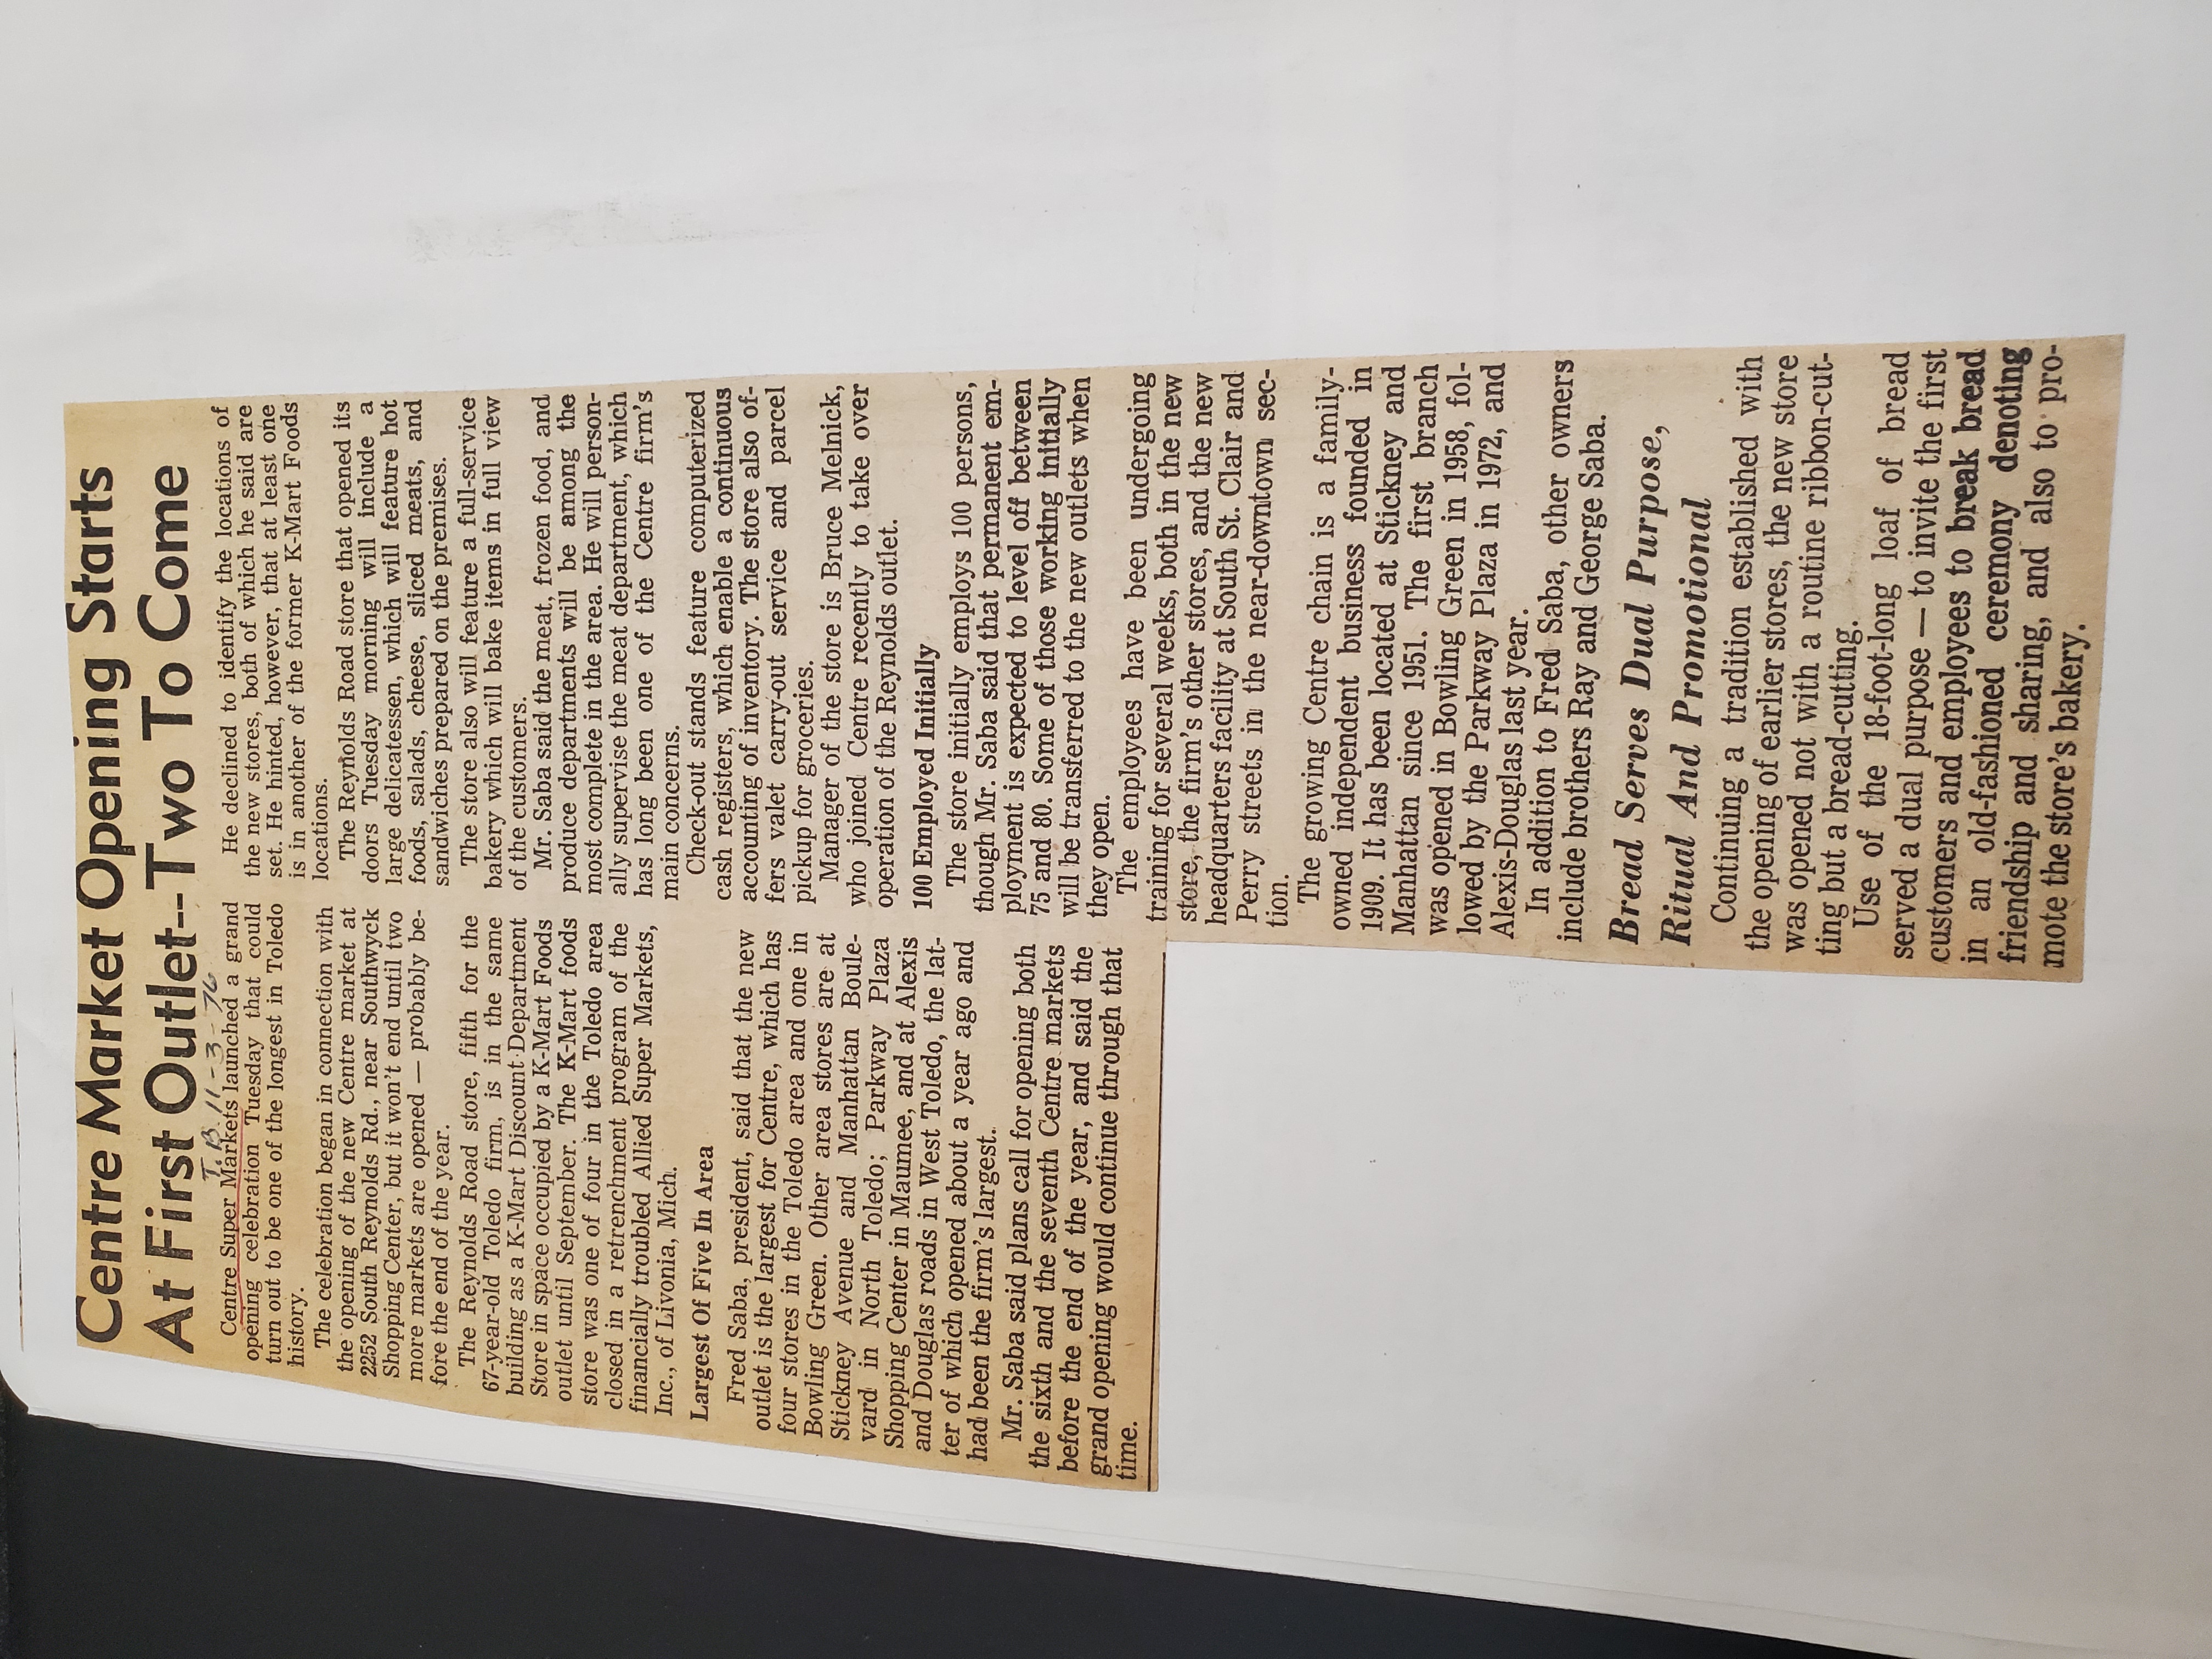 Centre Market Opening Starts
At First Outlet--Two To Come
T.B. 11-3-76
Centre Super Markets launched a grand
opening celebration Tuesday that could
turn out to be one of the longest in Toledo
history.
The celebration began in connection with
the opening of the new Centre market at
2252 South Reynolds Rd., near Southwyck
Shopping Center, but it won't end until two
more markets are opened — probably be-
fore the end of the year.
The Reynolds Road store, fifth for the
67-year-old Toledo firm, is in the same
building as a K-Mart Discount Department
Store in space occupied by a K-Mart Foods
outlet until September. The K-Mart foods
store was one of four in the Toledo area
closed in a retrenchment program of the
financially troubled Allied Super Markets,
Inc., of Livonia, Mich.
Largest Of Five In Area
Fred Saba, president, said that the new
outlet is the largest for Centre, which has
four stores in the Toledo area and one in
Bowling Green. Other area stores are at
Stickney Avenue and Manhattan Boule-
vard in North Toledo; Parkway Plaza
Shopping Center in Maumee, and at Alexis
and Douglas roads in West Toledo, the lat-
ter of which opened about a year ago and
had been the firm's largest.
Mr. Saba said plans call for opening both
the sixth and the seventh Centre markets
before the end of the year, and said the
grand opening would continue through that
time.
He declined to identify the locations of
the new stores, both of which he said are
set. He hinted, however, that at least one
is in another of the former K-Mart Foods
locations.
The Reynolds Road store that opened its
doors Tuesday morning will include a
large delicatessen, which will feature hot
foods, salads, cheese, sliced meats, and
sandwiches prepared on the premises.
The store also will feature a full-service
bakery which will bake items in full view
of the customers.
Mr. Saba said the meat, frozen food, and
produce departments will be among the
most complete in the area. He will person-
ally supervise the meat department, which
has long been one of the Centre firm's
main concerns.
Check-out stands feature computerized
cash registers, which enable a continuous
accounting of inventory. The store also of-
fers valet carry-out service and parcel
pickup for groceries.
Manager of the store is Bruce Melnick,
who joined Centre recently to take over
operation of the Reynolds outlet.
100 Employed Initially
The store initially employs 100 persons,
though Mr. Saba said that permanent em-
ployment is expected to level off between
75 and 80. Some of those working initially
will be transferred to the new outlets when
they open.
The employees have been undergoing
training for several weeks, both in the new
store, the firm's other stores, and the new
headquarters facility at South St. Clair and
Perry streets in the near-downtown sec-
tion.
The growing Centre chain is a family-
owned independent business founded in
1909. It has been located at Stickney and
Manhattan since 1951. The first branch
was opened in Bowling Green in 1958, fol-
lowed by the Parkway Plaza in 1972, and
Alexis-Douglas last year.
In addition to Fred Saba, other owners
include brothers Ray and George Saba.
Bread Serves Dual Purpose,
Ritual And Promotional
Continuing a tradition established with
the opening of earlier stores, the new store
was opened not with a routine ribbon-cut-
ting but a bread-cutting.
Use of the 18-foot-long loaf of bread
served a dual purpose — to invite the first
customers and employees to break bread
in an old-fashioned ceremony denoting
friendship and sharing, and also to pro-
mote the store's bakery.